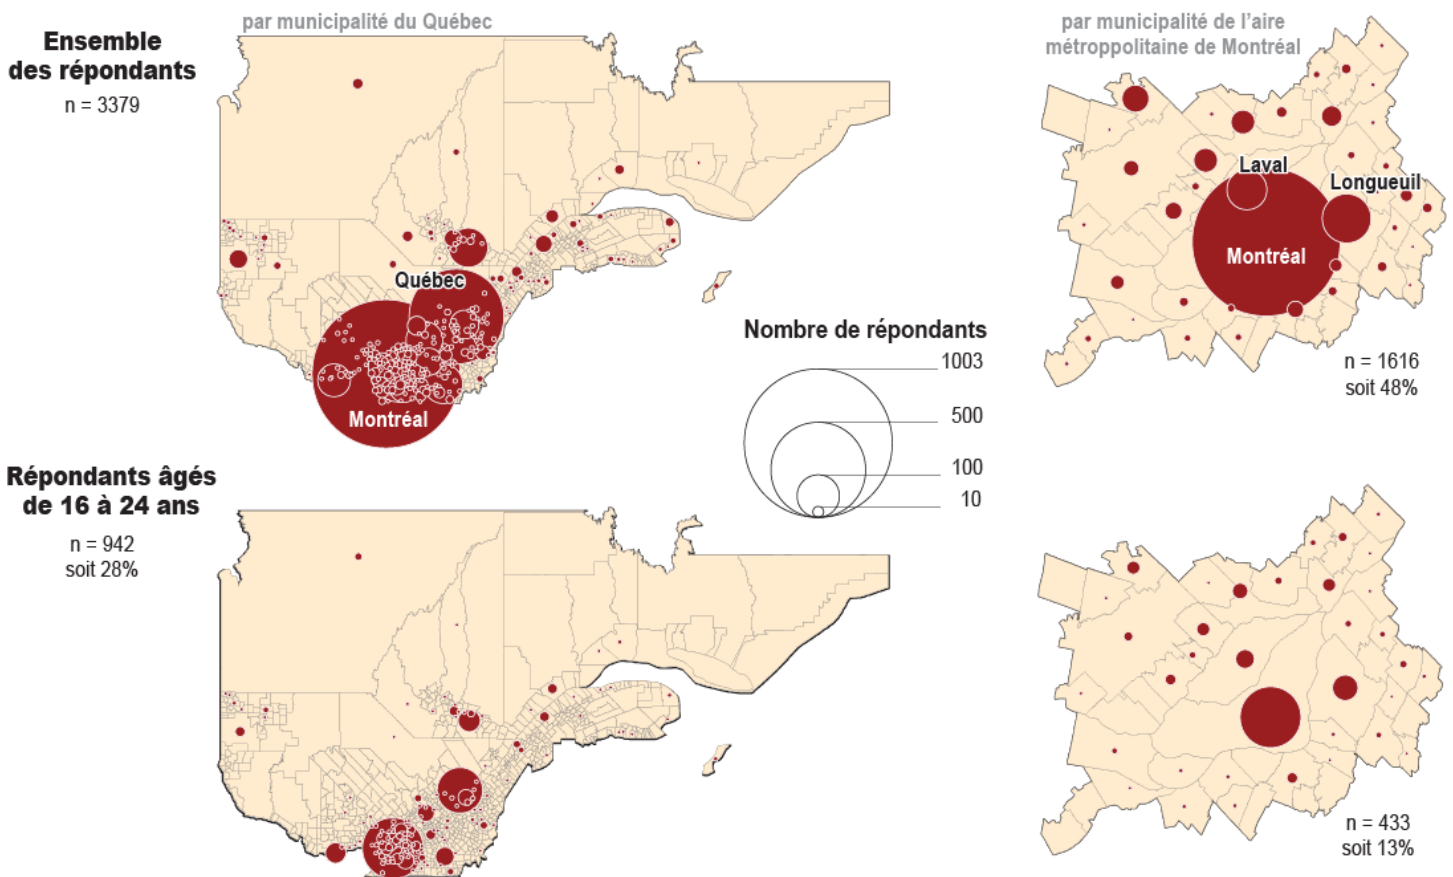 par municipalité du Québec
par municipalité de l'aire
métroppolitaine de Montréal
Ensemble
des répondants
n = 3379
Laval
Longueuil
Montréal
Québec
Montréal
n = 1616
soit 48%
Nombre de répondants
1003
500
100
10
Répondants âgés
de 16 à 24 ans
n = 942
soit 28%
n = 433
soit 13%